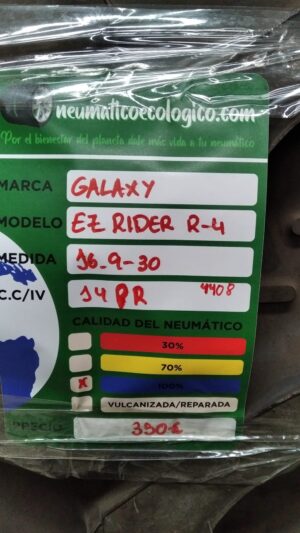 neumaticoecologico.com
Por el bienestar del planeta dale más vida a tu neumático
MARCA GALAXY
MODELO EZ RIDER R-4
MEDIDA 16-9-30
C.C/IV 14 PR 4408
CALIDAD DEL NEUMÁTICO
30%
70%
X 100%
VULCANIZADA/REPARADA
PRECIO 390€